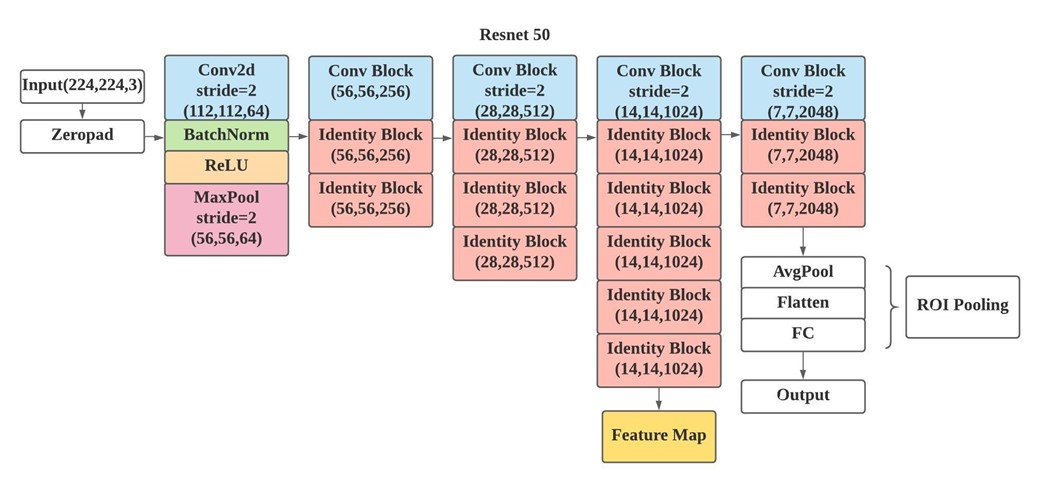 Resnet 50
Input(224,224,3)
Zeropad
Conv2d
stride=2
(112,112,64)
BatchNorm
ReLU
MaxPool
stride=2
(56,56,64)
Conv Block
(56,56,256)
Identity Block
(56,56,256)
Identity Block
(56,56,256)
Conv Block
stride=2
(28,28,512)
Identity Block
(28,28,512)
Identity Block
(28,28,512)
Identity Block
(28,28,512)
Conv Block
stride=2
(14,14,1024)
Identity Block
(14,14,1024)
Identity Block
(14,14,1024)
Identity Block
(14,14,1024)
Identity Block
(14,14,1024)
Identity Block
(14,14,1024)
Feature Map
Conv Block
stride=2
(7,7,2048)
Identity Block
(7,7,2048)
Identity Block
(7,7,2048)
AvgPool
Flatten
FC
Output
ROI Pooling